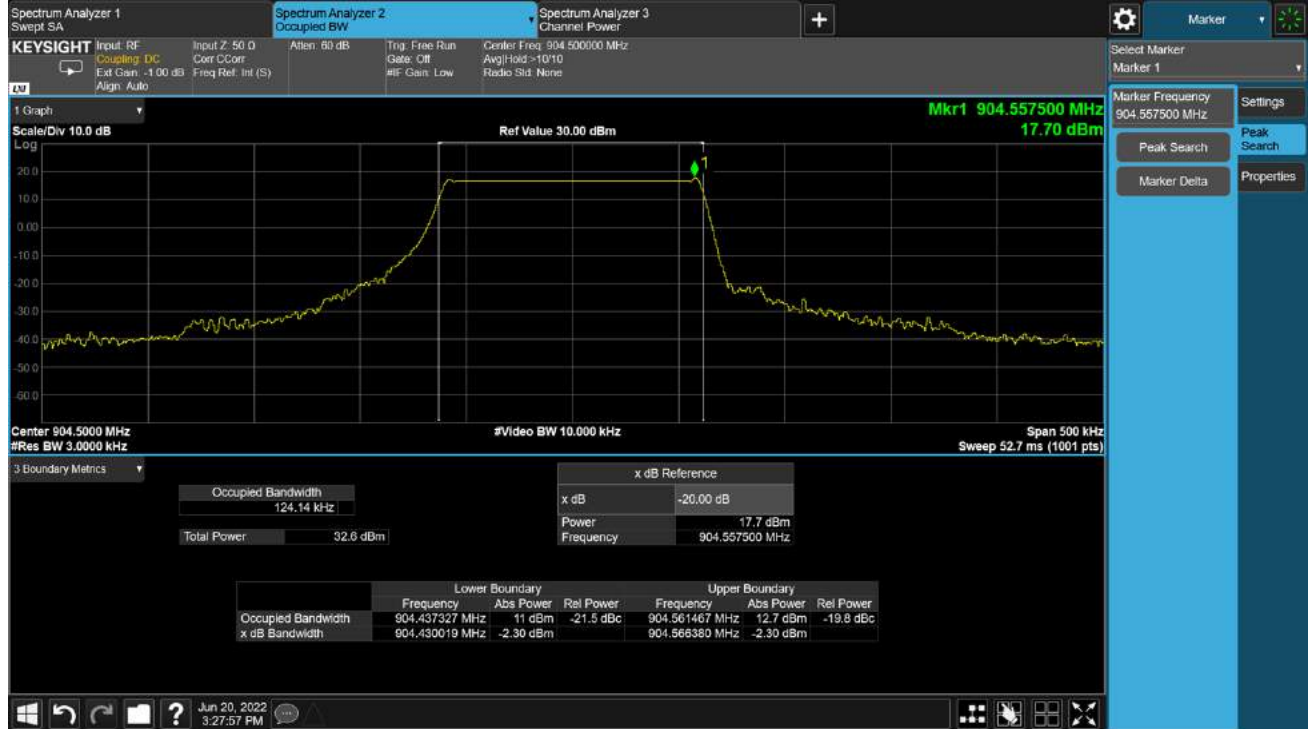 Spectrum Analyzer 1
Swept SA
Spectrum Analyzer 2
Occupied BW
Spectrum Analyzer 3
Channel Power
Marker
KEYSIGHT
Input: RF
Coupling: DC
Ext Gain: -1.00 dB
Align: Auto
Input Z: 50 Ω
Corr CCorr
Freq Ref: Int (S)
Atten: 60 dB
Trig: Free Run
Gate: Off
#IF Gain: Low
Center Freq: 904.500000 MHz
Avg|Hold:>10/10
Radio Std: None
LXI
Select Marker
Marker 1
Marker Frequency
904.557500 MHz
Peak Search
Marker Delta
Settings
Peak
Search
Properties
1 Graph
Scale/Div 10.0 dB
Ref Value 30.00 dBm
Mkr1 904.557500 MHz
17.70 dBm
Log
1
20.0
10.0
0.00
-10.0
-20.0
-30.0
-40.0
-50.0
-60.0
Center 904.5000 MHz
#Video BW 10.000 kHz
Span 500 kHz
#Res BW 3.0000 kHz
Sweep 52.7 ms (1001 pts)
3 Boundary Metrics
Occupied Bandwidth
124.14 kHz
Total Power 32.6 dBm
x dB Reference
x dB -20.00 dB
Power 17.7 dBm
Frequency 904.557500 MHz
Lower Boundary Upper Boundary
Frequency Abs Power Rel Power Frequency Abs Power Rel Power
Occupied Bandwidth 904.437327 MHz 11 dBm -21.5 dBc 904.561467 MHz 12.7 dBm -19.8 dBc
x dB Bandwidth 904.430019 MHz -2.30 dBm 904.566380 MHz -2.30 dBm
?
Jun 20, 2022
3:27:57 PM